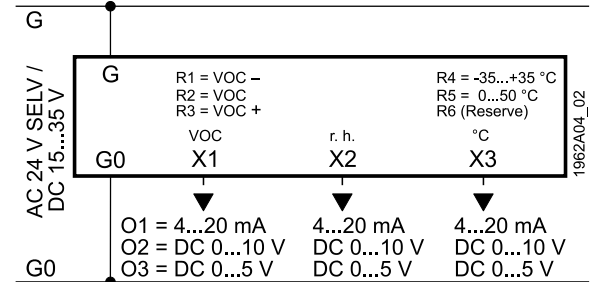 G
AC 24 V SELV /
DC 15...35 V
G
R1 = VOC –
R2 = VOC
R3 = VOC +
R4 = -35...+35 °C
R5 = 0...50 °C
R6 (Reserve)
VOC r. h. °C
G0 X1 X2 X3
1962A04_02
O1 = 4...20 mA 4...20 mA 4...20 mA
O2 = DC 0...10 V DC 0...10 V DC 0...10 V
O3 = DC 0...5 V DC 0...5 V DC 0...5 V
G0